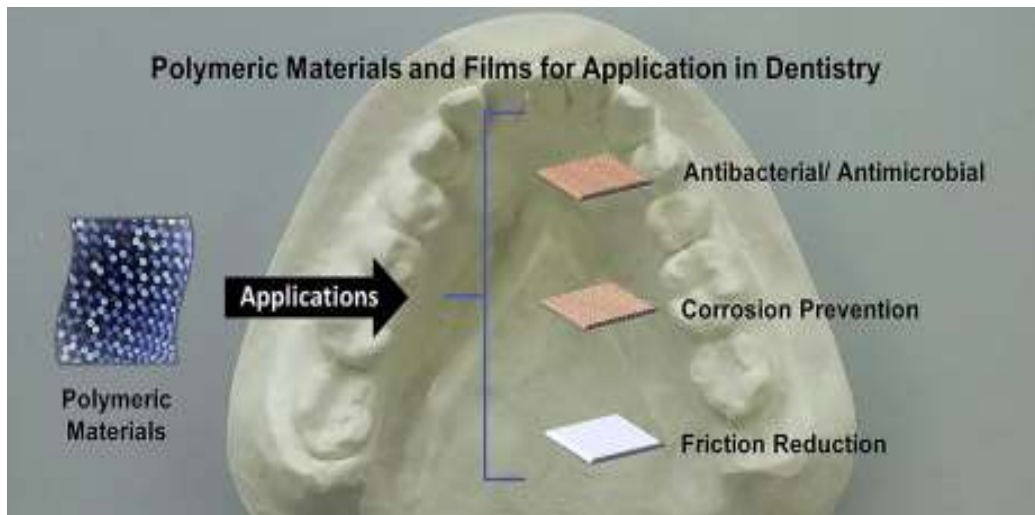 Polymeric Materials and Films for Application in Dentistry
Antibacterial/ Antimicrobial
Applications
Corrosion Prevention
Polymeric
Materials
Friction Reduction